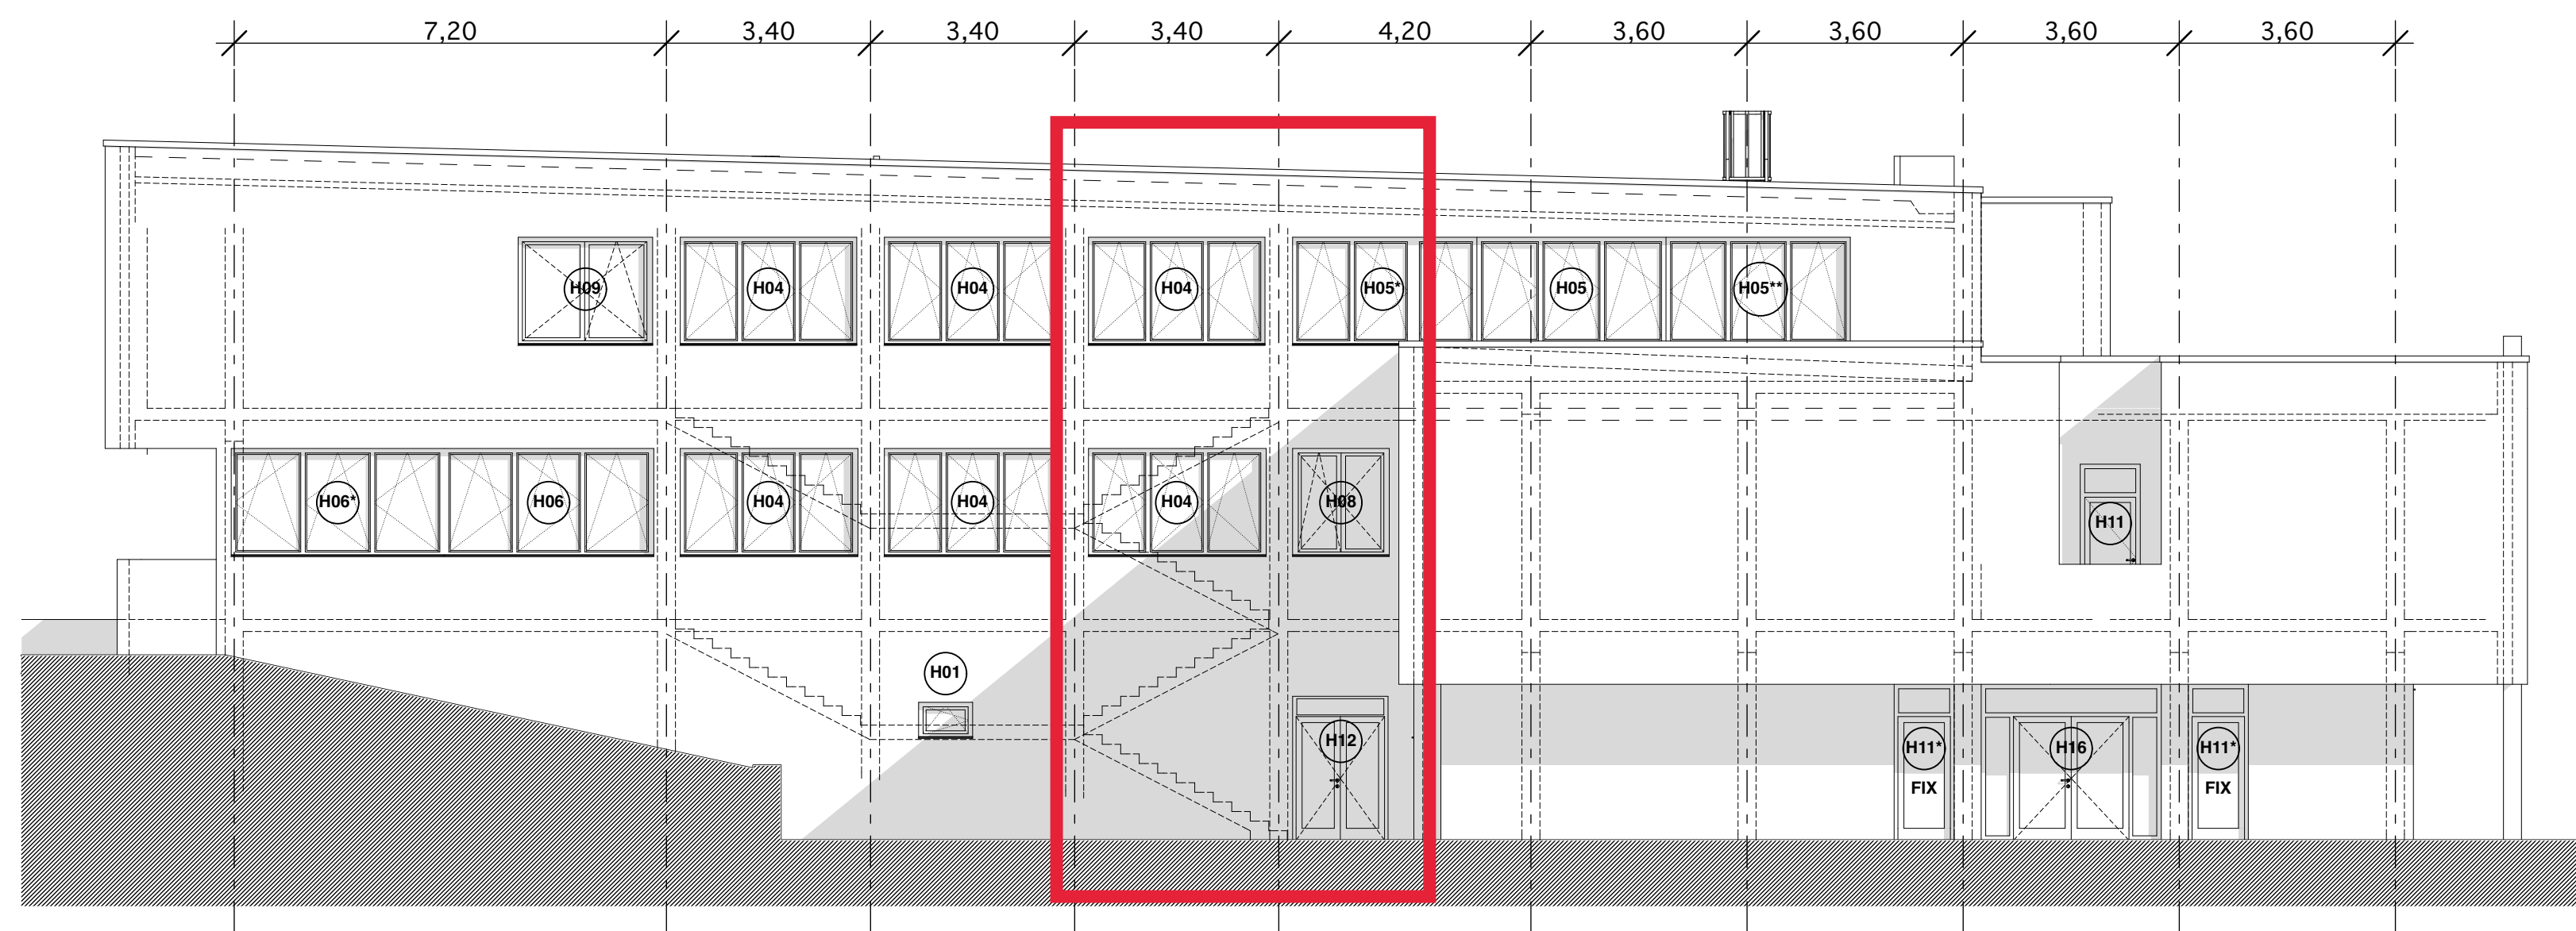 7,20 3,40 3,40 3,40 4,20 3,60 3,60 3,60 3,60
H09 H04 H04 H04 H05* H05 H05**
H06* H06 H04 H04 H04 H08 H11
H01
H12 H11* H16 H11*
FIX FIX